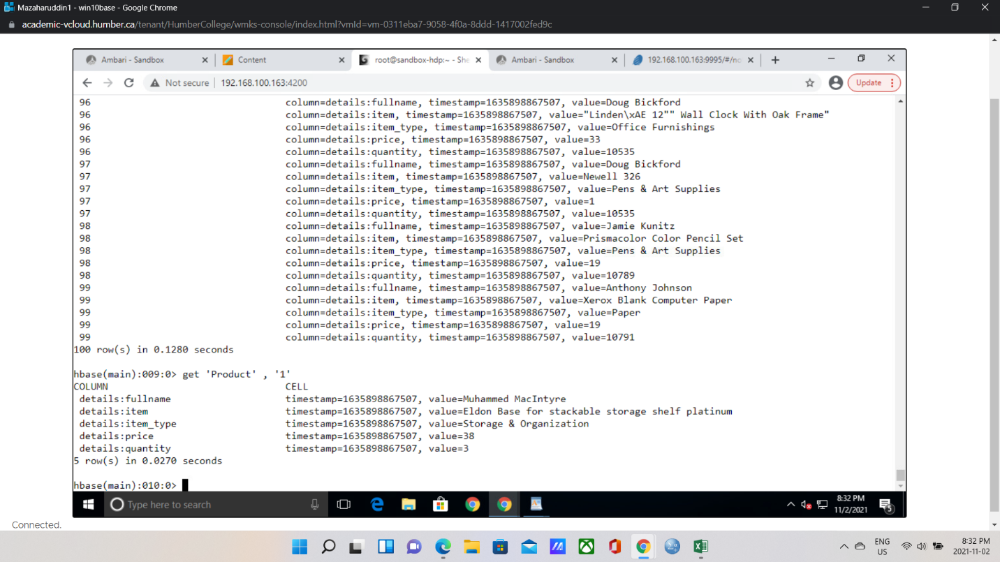 Mazaharuddin1 - win10base - Google Chrome
academic-vcloud.humber.ca/tenant/HumberCollege/wmks-console/index.html?vmId=vm-0311eba7-9058-4f0a-8ddd-1417002fed9c
Ambari - Sandbox
Content
root@sandbox-hdp:~ - She
Ambari - Sandbox
192.168.100.163:9995/#/no
Not secure
192.168.100.163:4200
Update
96 column=details:fullname, timestamp=1635898867507, value=Doug Bickford
96 column=details:item, timestamp=1635898867507, value="Linden\xAE 12"" Wall Clock With Oak Frame"
96 column=details:item_type, timestamp=1635898867507, value=Office Furnishings
96 column=details:price, timestamp=1635898867507, value=33
96 column=details:quantity, timestamp=1635898867507, value=10535
97 column=details:fullname, timestamp=1635898867507, value=Doug Bickford
97 column=details:item, timestamp=1635898867507, value=Newell 326
97 column=details:item_type, timestamp=1635898867507, value=Pens & Art Supplies
97 column=details:price, timestamp=1635898867507, value=1
97 column=details:quantity, timestamp=1635898867507, value=10535
98 column=details:fullname, timestamp=1635898867507, value=Jamie Kunitz
98 column=details:item, timestamp=1635898867507, value=Prismacolor Color Pencil Set
98 column=details:item_type, timestamp=1635898867507, value=Pens & Art Supplies
98 column=details:price, timestamp=1635898867507, value=19
98 column=details:quantity, timestamp=1635898867507, value=10789
99 column=details:fullname, timestamp=1635898867507, value=Anthony Johnson
99 column=details:item, timestamp=1635898867507, value=Xerox Blank Computer Paper
99 column=details:item_type, timestamp=1635898867507, value=Paper
99 column=details:price, timestamp=1635898867507, value=19
99 column=details:quantity, timestamp=1635898867507, value=10791
100 row(s) in 0.1280 seconds
hbase(main):009:0> get 'Product' , '1'
COLUMN CELL
details:fullname timestamp=1635898867507, value=Muhammed MacIntyre
details:item timestamp=1635898867507, value=Eldon Base for stackable storage shelf platinum
details:item_type timestamp=1635898867507, value=Storage & Organization
details:price timestamp=1635898867507, value=38
details:quantity timestamp=1635898867507, value=3
5 row(s) in 0.0270 seconds
hbase(main):010:0>
Type here to search
8:32 PM
11/2/2021
5
Connected.
ENG
US
8:32 PM
2021-11-02